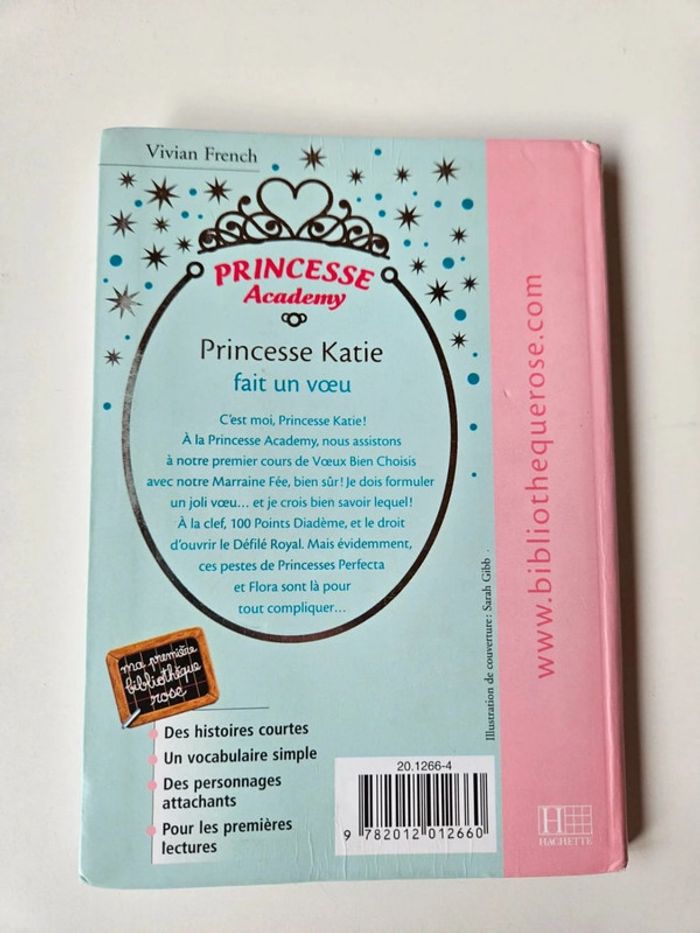 Vivian French
PRINCESSE
Academy
Princesse Katie
fait un vœu
C'est moi, Princesse Katie!
À la Princesse Academy, nous assistons
à notre premier cours de Vœux Bien Choisis
avec notre Marraine Fée, bien sûr! Je dois formuler
un joli vœu... et je crois bien savoir lequel!
À la clef, 100 Points Diadème, et le droit
d'ouvrir le Défilé Royal. Mais évidemment,
ces pestes de Princesses Perfecta
et Flora sont là pour
tout compliquer...
ma première
bibliothèque
rose
Des histoires courtes
Un vocabulaire simple
Des personnages
attachants
Pour les premières
lectures
20.1266-4
9 782012 012660
Illustration de couverture: Sarah Gibb.
www.bibliothequerose.com
H
HACHETTE